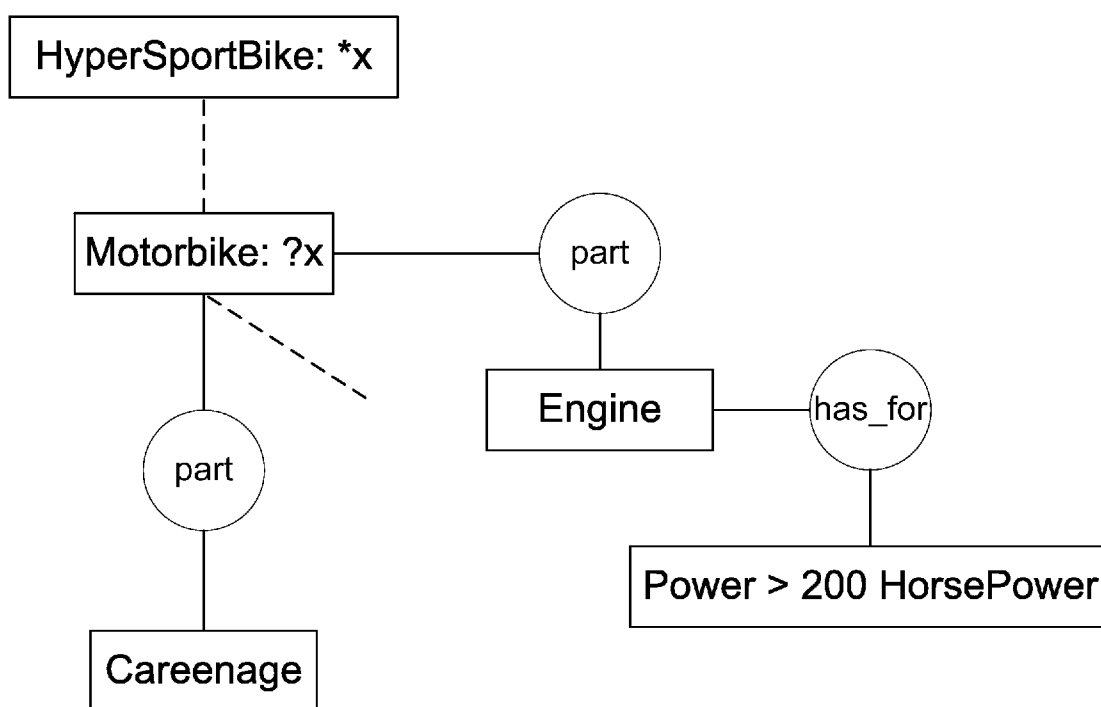 HyperSportBike: *x
Motorbike: ?x
part
Engine
has_for
part
Power > 200 HorsePower
Careenage